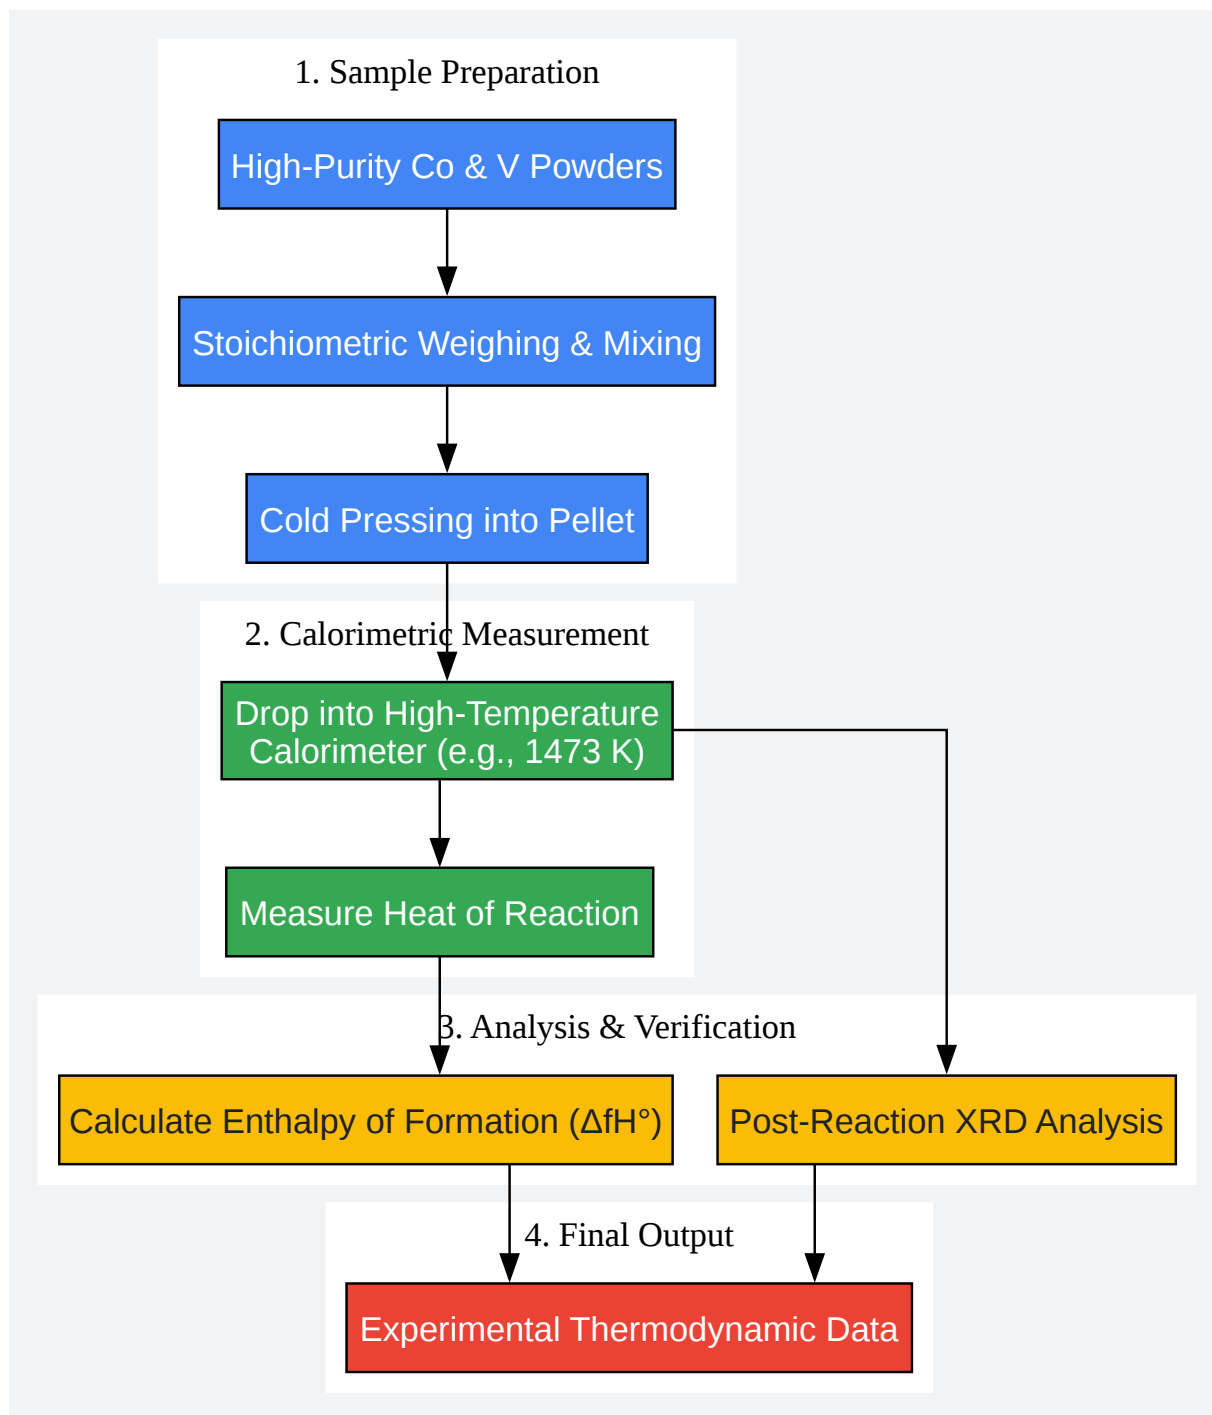 1. Sample Preparation
High-Purity Co & V Powders
Stoichiometric Weighing & Mixing
Cold Pressing into Pellet
2. Calorimetric Measurement
Drop into High-Temperature
Calorimeter (e.g., 1473 K)
Measure Heat of Reaction
3. Analysis & Verification
Calculate Enthalpy of Formation (ΔfH°)
Post-Reaction XRD Analysis
4. Final Output
Experimental Thermodynamic Data